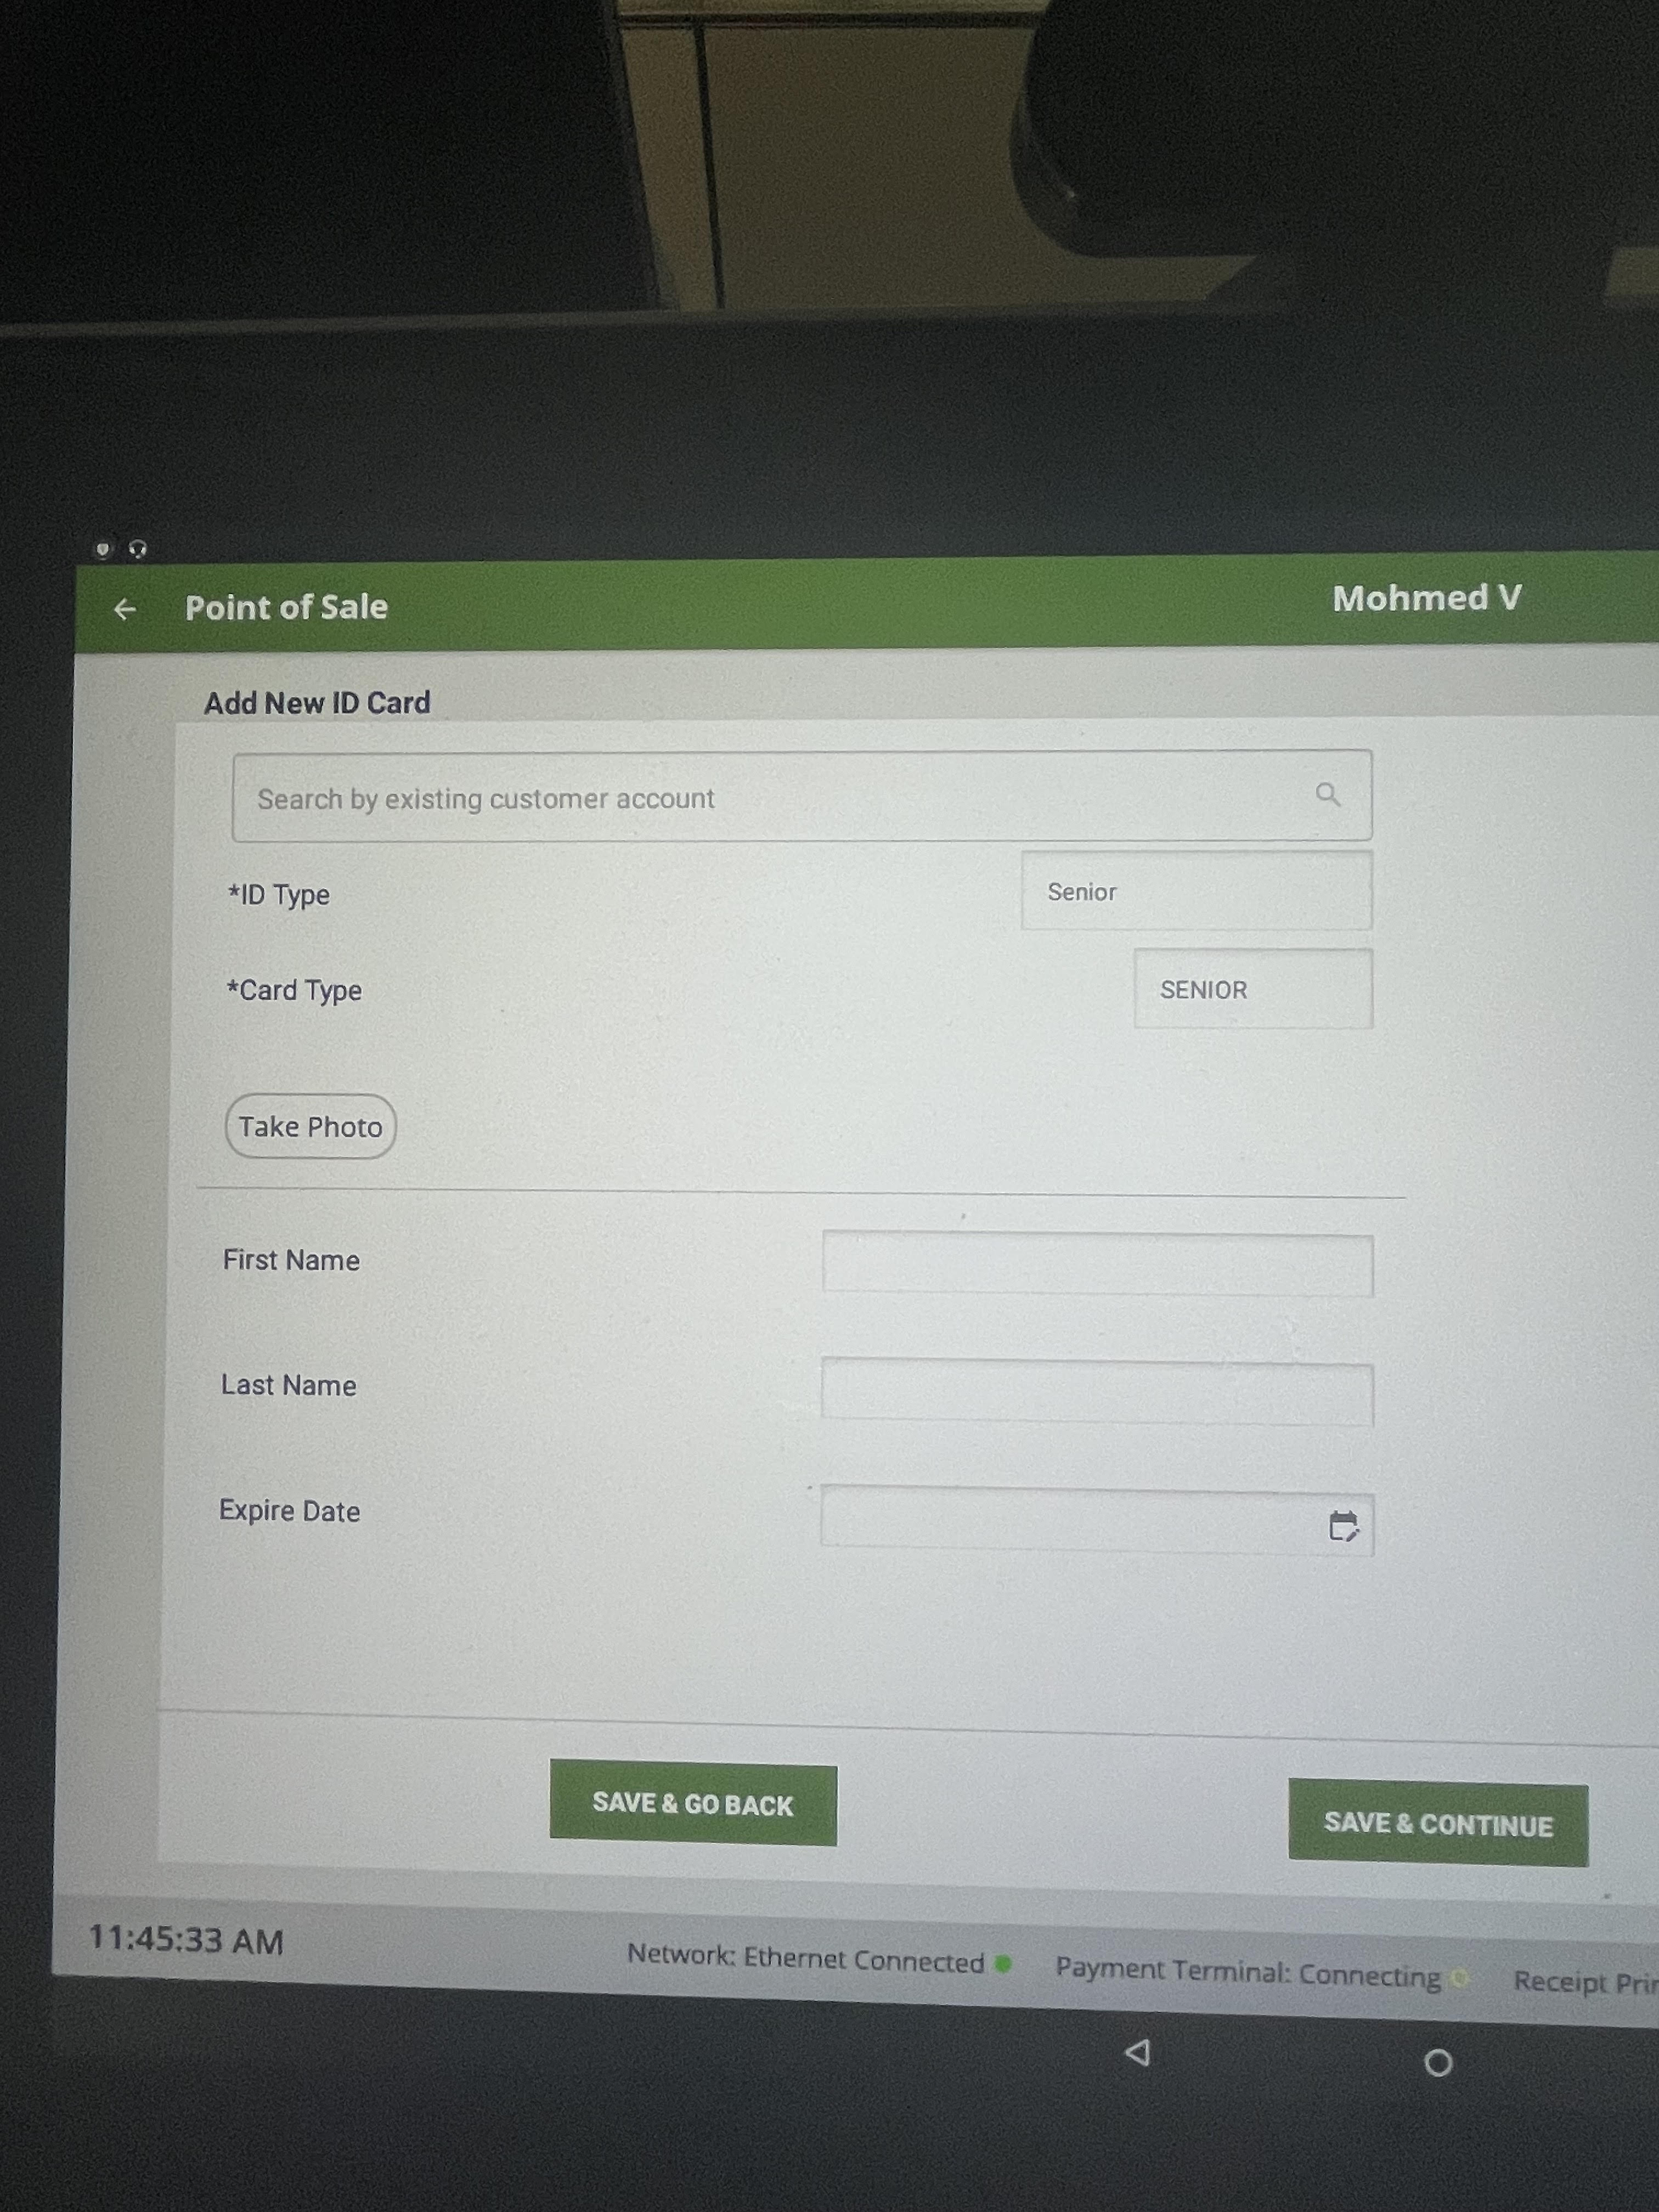 Point of Sale
Mohmed V
Add New ID Card
Search by existing customer account
*ID Type
Senior
*Card Type
SENIOR
Take Photo
First Name
Last Name
Expire Date
SAVE & GO BACK
SAVE & CONTINUE
11:45:33 AM
Network: Ethernet Connected
Payment Terminal: Connecting
Receipt